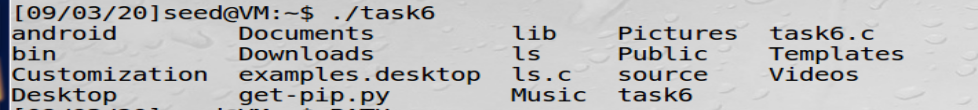 [09/03/20]seed@VM:~$ ./task6
android Documents lib Pictures task6.c
bin Downloads ls Public Templates
Customization examples.desktop ls.c source Videos
Desktop get-pip.py Music task6